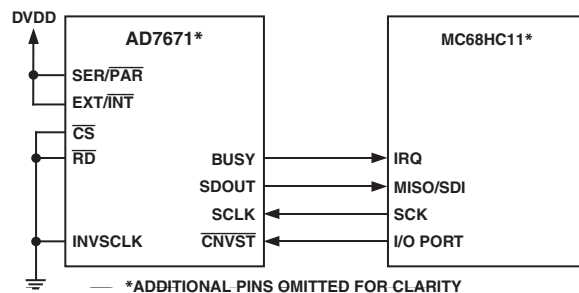 DVDD
AD7671*
MC68HC11*
SER/PAR
EXT/INT
CS
RD
BUSY
IRQ
SDOUT
MISO/SDI
SCLK
SCK
INVSCLK
CNVST
I/O PORT
*ADDITIONAL PINS OMITTED FOR CLARITY